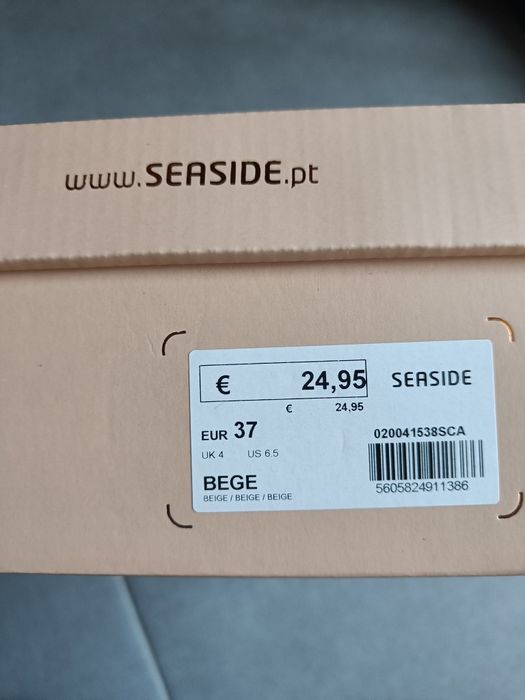 www.SEASIDE.pt
€ 24,95 SEASIDE
€ 24,95
EUR 37 020041538SCA
UK 4 US 6.5
BEGE 5605824911386
BEIGE / BEIGE / BEIGE